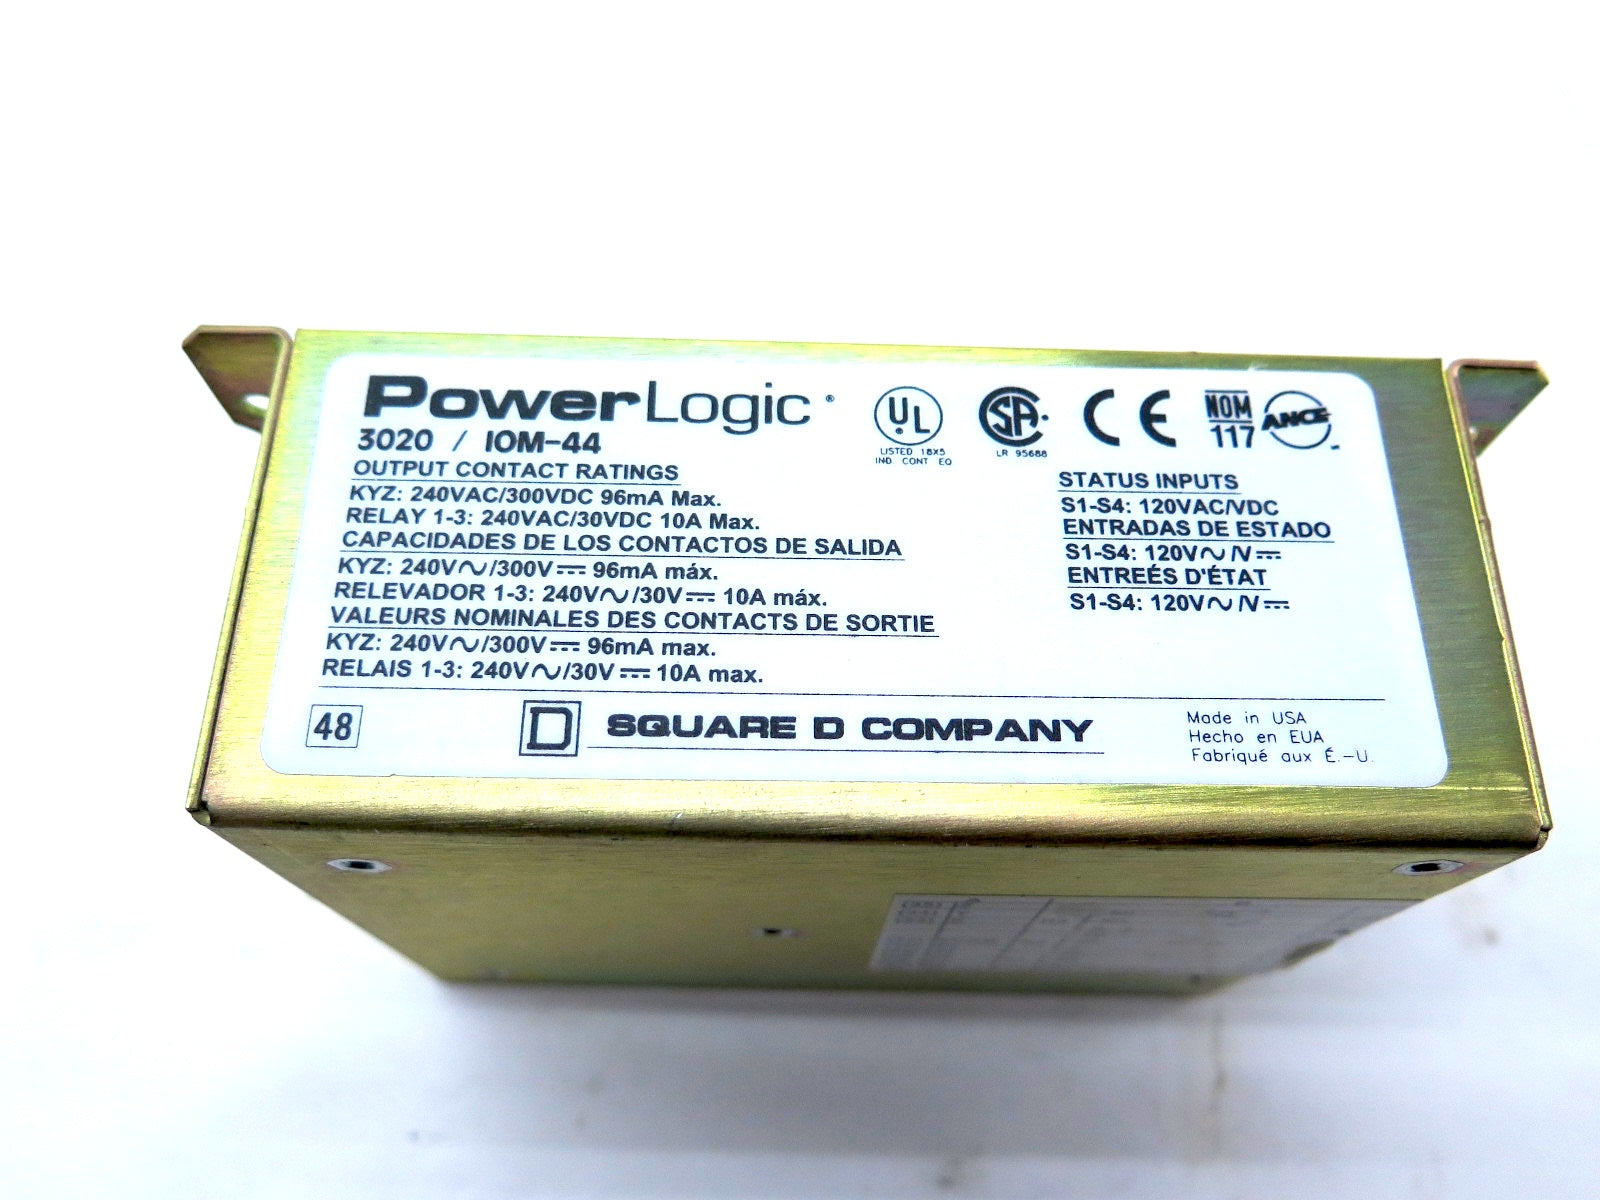 PowerLogic
3020 / IOM-44
OUTPUT CONTACT RATINGS
KYZ: 240VAC/300VDC 96mA Max.
RELAY 1-3: 240VAC/30VDC 10A Max.
CAPACIDADES DE LOS CONTACTOS DE SALIDA
KYZ: 240V∿/300V⎓ 96mA máx.
RELEVADOR 1-3: 240V∿/30V⎓ 10A máx.
VALEURS NOMINALES DES CONTACTS DE SORTIE
KYZ: 240V∿/300V⎓ 96mA max.
RELAIS 1-3: 240V∿/30V⎓ 10A max.
UL
LISTED 18X5
IND. CONT. EQ
SA
LR 95688
CE
NOM
117
ANCE
STATUS INPUTS
S1-S4: 120VAC/VDC
ENTRADAS DE ESTADO
S1-S4: 120V∿/V⎓
ENTREÉS D'ÉTAT
S1-S4: 120V∿/V⎓
48
D
SQUARE D COMPANY
Made in USA
Hecho en EUA
Fabriqué aux É.-U.